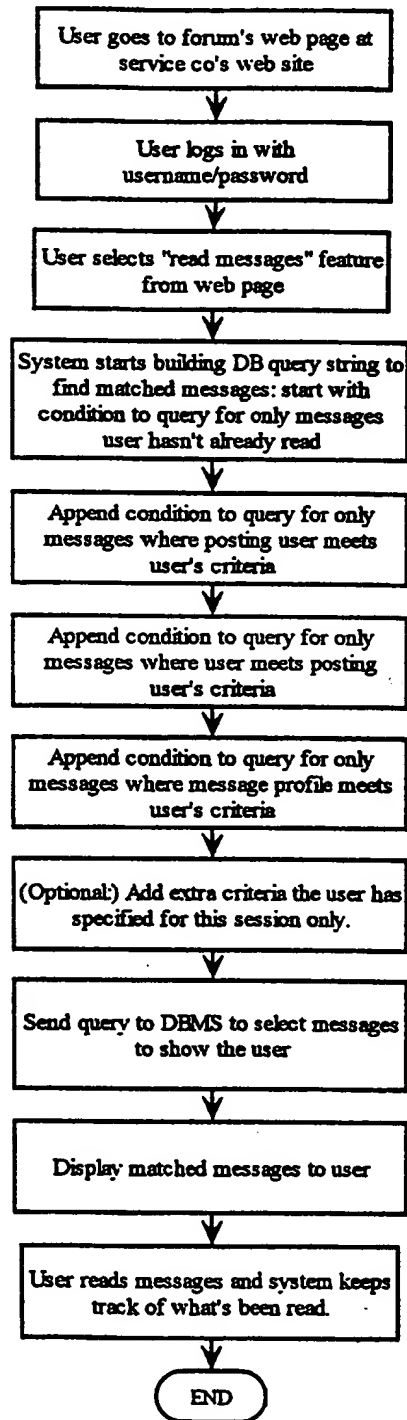 User goes to forum's web page at
service co's web site
User logs in with
username/password
User selects "read messages" feature
from web page
System starts building DB query string to
find matched messages: start with
condition to query for only messages
user hasn't already read
Append condition to query for only
messages where posting user meets
user's criteria
Append condition to query for only
messages where user meets posting
user's criteria
Append condition to query for only
messages where message profile meets
user's criteria
(Optional:) Add extra criteria the user has
specified for this session only.
Send query to DBMS to select messages
to show the user
Display matched messages to user
User reads messages and system keeps
track of what's been read.
END